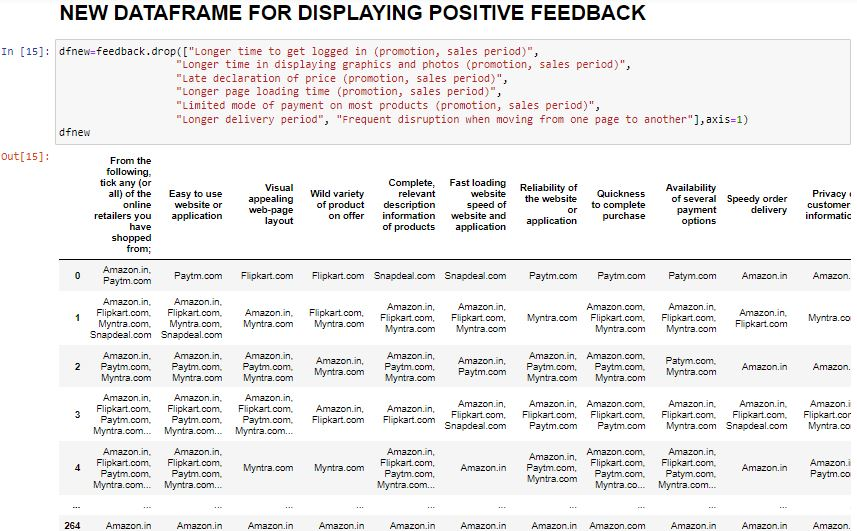 NEW DATAFRAME FOR DISPLAYING POSITIVE FEEDBACK
In [15]:
dfnew=feedback.drop(["Longer time to get logged in (promotion, sales period)",
"Longer time in displaying graphics and photos (promotion, sales period)",
"Late declaration of price (promotion, sales period)",
"Longer page loading time (promotion, sales period)",
"Limited mode of payment on most products (promotion, sales period)",
"Longer delivery period", "Frequent disruption when moving from one page to another"],axis=1)
dfnew
Out[15]:
From the
following,
tick any (or
all) of the
online
retailers you
have
shopped
from;
Easy to use
website or
application
Visual
appealing
web-page
layout
Wild variety
of product
on offer
Complete,
relevant
description
information
of products
Fast loading
website
speed of
website and
application
Reliability of
the website
or
application
Quickness
to complete
purchase
Availability
of several
payment
options
Speedy order
delivery
Privacy
customer
informatic
0
Amazon.in,
Paytm.com
Paytm.com
Flipkart.com
Flipkart.com
Snapdeal.com
Snapdeal.com
Paytm.com
Paytm.com
Patym.com
Amazon.in
Amazon.
1
Amazon.in,
Flipkart.com,
Myntra.com,
Snapdeal.com
Amazon.in,
Flipkart.com,
Myntra.com,
Snapdeal.com
Amazon.in,
Myntra.com
Flipkart.com,
Myntra.com
Amazon.in,
Flipkart.com,
Myntra.com
Amazon.in,
Flipkart.com,
Myntra.com
Myntra.com
Amazon.com,
Flipkart.com,
Myntra.com
Amazon.in,
Flipkart.com,
Myntra.com
Amazon.in,
Flipkart.com
Myntra.co
2
Amazon.in,
Paytm.com,
Myntra.com
Amazon.in,
Paytm.com,
Myntra.com
Amazon.in,
Paytm.com,
Myntra.com
Amazon.in,
Myntra.com
Amazon.in,
Paytm.com,
Myntra.com
Amazon.in,
Paytm.com
Amazon.in,
Paytm.com,
Myntra.com
Amazon.com,
Paytm.com,
Myntra.com
Patym.com,
Myntra.com
Amazon.in
Amazon.
3
Amazon.in,
Flipkart.com,
Paytm.com,
Myntra.com...
Amazon.in,
Flipkart.com,
Paytm.com,
Myntra.com...
Amazon.in,
Flipkart.com,
Paytm.com,
Myntra.com...
Amazon.in,
Flipkart.com
Amazon.in,
Flipkart.com
Amazon.in,
Flipkart.com,
Snapdeal.com
Amazon.in,
Flipkart.com,
Paytm.com
Amazon.com,
Flipkart.com,
Paytm.com
Amazon.in,
Flipkart.com,
Myntra.com
Amazon.in,
Flipkart.com,
Snapdeal.com
Amazon.i
Flipkart.cor
Myntra.co
4
Amazon.in,
Flipkart.com,
Paytm.com,
Myntra.com...
Amazon.in,
Flipkart.com,
Paytm.com,
Myntra.com...
Myntra.com
Myntra.com
Amazon.in,
Flipkart.com,
Paytm.com,
Myntra.com...
Amazon.in
Amazon.in,
Paytm.com,
Myntra.com
Amazon.com,
Flipkart.com,
Paytm.com,
Myntra.co...
Amazon.in,
Flipkart.com,
Patym.com,
Myntra.com...
Amazon.in
Amazon.i
Paytm.co
... ... ... ... ... ... ... ... ... ... ...
264
Amazon.in
Amazon.in
Amazon.in
Amazon.in
Amazon.in
Amazon.in
Amazon.in
Amazon.com
Amazon.in
Amazon.in
Amazon.